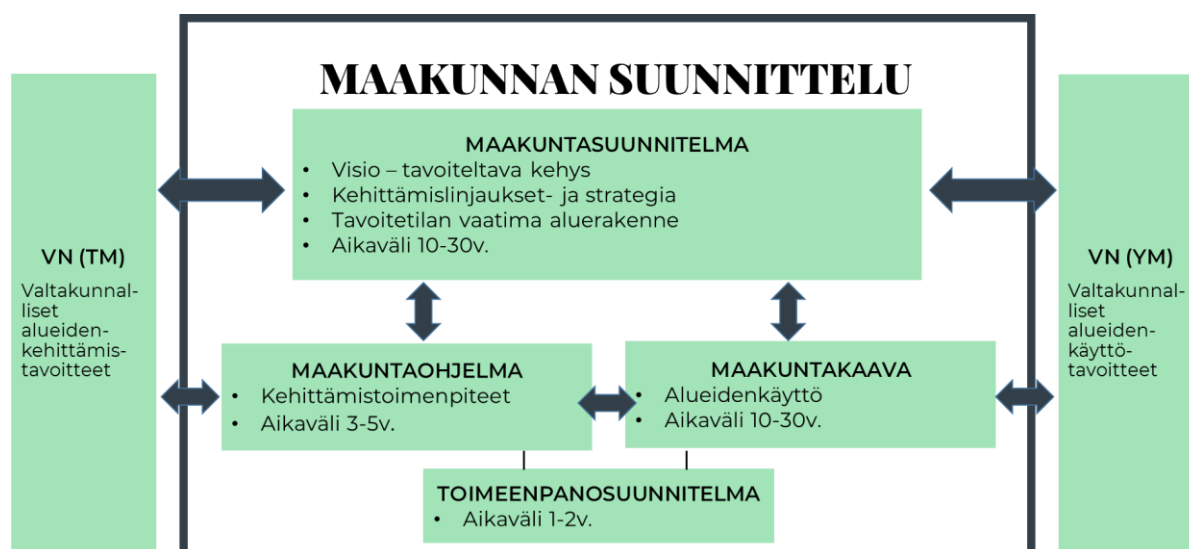 MAAKUNNAN SUUNNITTELU
MAAKUNTASUUNNITELMA
• Visio – tavoiteltava kehys
• Kehittämislinjaukset- ja strategia
• Tavoitetilan vaatima aluerakenne
• Aikaväli 10-30v.
VN (TM)
Valtakunnal-
liset
alueiden-
kehittämis-
tavoitteet
VN (YM)
Valtakunnal-
liset
alueiden-
käyttö-
tavoitteet
MAAKUNTAOHJELMA
• Kehittämistoimenpiteet
• Aikaväli 3-5v.
MAAKUNTAKAAVA
• Alueidenkäyttö
• Aikaväli 10-30v.
TOIMEENPANOSUUNNITELMA
• Aikaväli 1-2v.